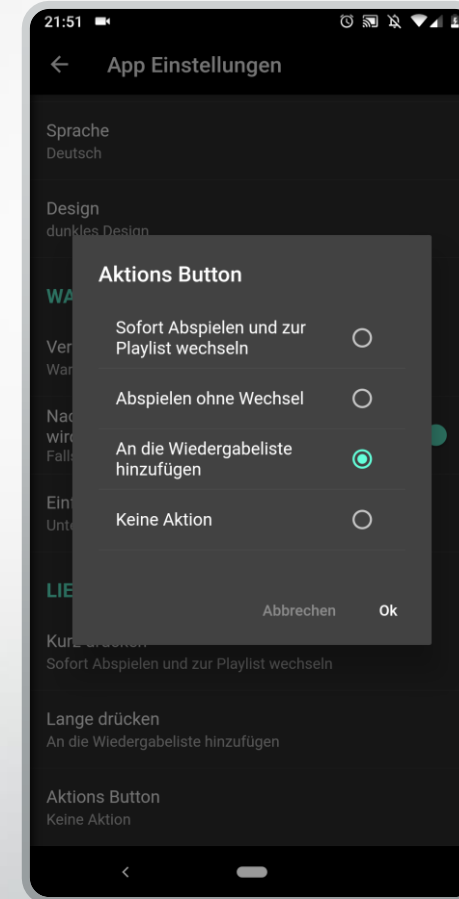 21:51
App Einstellungen
Sprache
Deutsch
Design
dunkles Design
Aktions Button
Sofort Abspielen und zur
Playlist wechseln
Abspielen ohne Wechsel
An die Wiedergabeliste
hinzufügen
Keine Aktion
Abbrechen Ok
Sofort Abspielen und zur Playlist wechseln
Lange drücken
An die Wiedergabeliste hinzufügen
Aktions Button
Keine Aktion